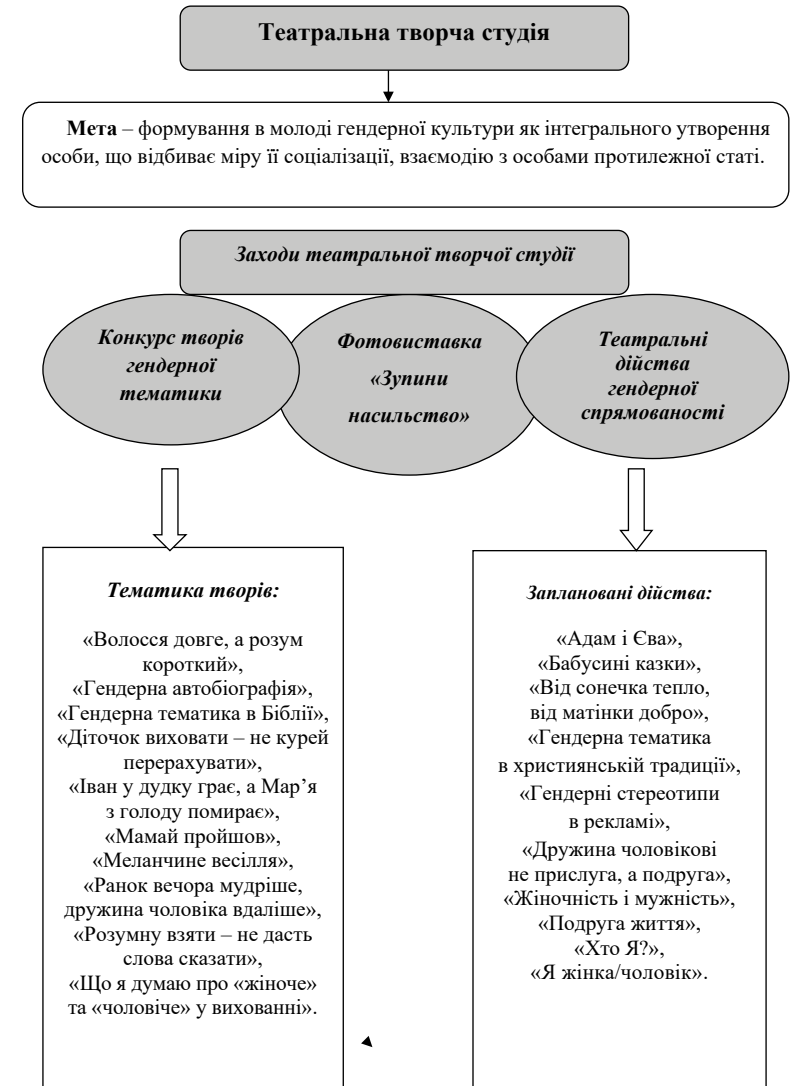 Театральна творча студія
Мета – формування в молоді гендерної культури як інтегрального утворення
особи, що відбиває міру її соціалізації, взаємодію з особами протилежної статі.
Заходи театральної творчої студії
Конкурс творів
гендерної
тематики
Фотовиставка
«Зупини
насильство»
Театральні
дійства
гендерної
спрямованості
Тематика творів:
«Волосся довге, а розум
короткий»,
«Гендерна автобіографія»,
«Гендерна тематика в Біблії»,
«Діточок виховати – не курей
перерахувати»,
«Іван у дудку грає, а Мар’я
з голоду помирає»,
«Мамай пройшов»,
«Меланчине весілля»,
«Ранок вечора мудріше,
дружина чоловіка вдаліше»,
«Розумну взяти – не дасть
слова сказати»,
«Що я думаю про «жіноче»
та «чоловіче» у вихованні».
Заплановані дійства:
«Адам і Єва»,
«Бабусині казки»,
«Від сонечка тепло,
від матінки добро»,
«Гендерна тематика
в християнській традиції»,
«Гендерні стереотипи
в рекламі»,
«Дружина чоловікові
не прислуга, а подруга»,
«Жіночність і мужність»,
«Подруга життя»,
«Хто Я?»,
«Я жінка/чоловік».